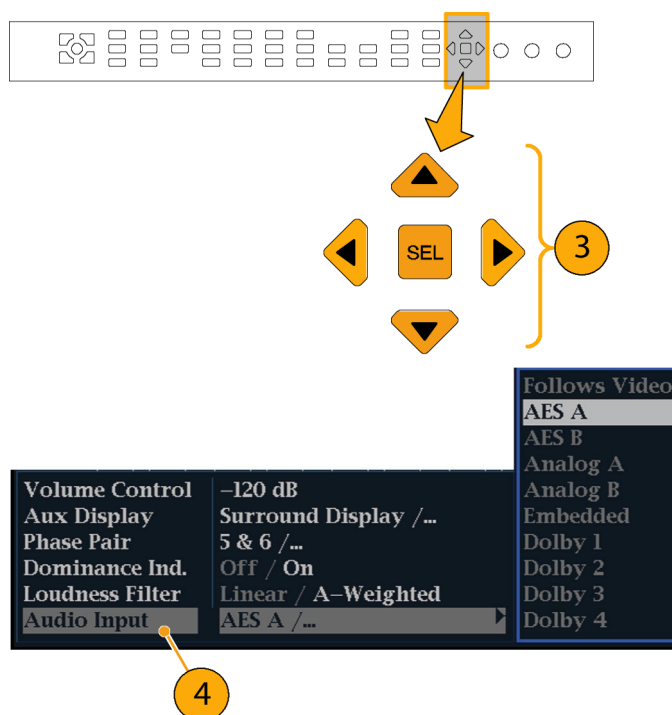 SEL
3
Follows Video
AES A
AES B
Analog A
Analog B
Embedded
Dolby 1
Dolby 2
Dolby 3
Dolby 4
Volume Control –120 dB
Aux Display Surround Display /...
Phase Pair 5 & 6 /...
Dominance Ind. Off / On
Loudness Filter Linear / A–Weighted
Audio Input AES A /...
4